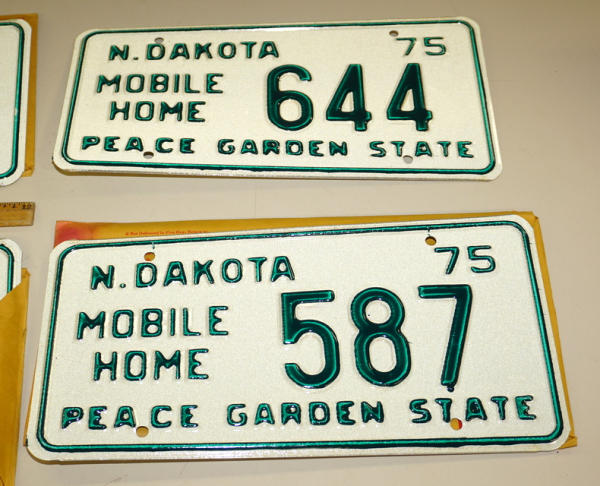 N. DAKOTA 75
MOBILE
HOME 644
PEACE GARDEN STATE
N. DAKOTA 75
MOBILE
HOME 587
PEACE GARDEN STATE